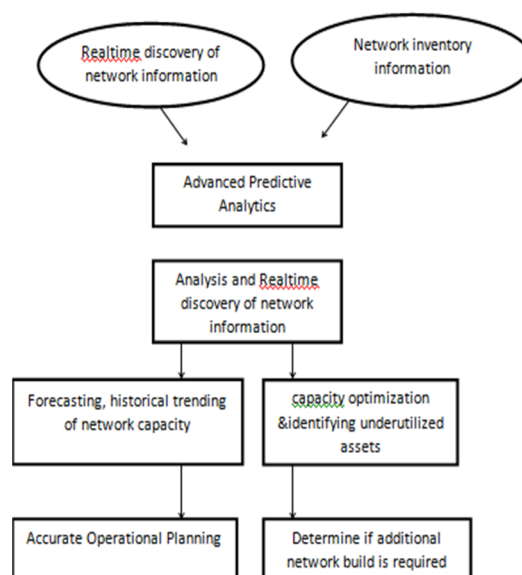 Realtime discovery of
network information
Network inventory
information
Advanced Predictive
Analytics
Analysis and Realtime
discovery of network
information
Forecasting, historical trending
of network capacity
capacity optimization
&identifying underutilized
assets
Accurate Operational Planning
Determine if additional
network build is required